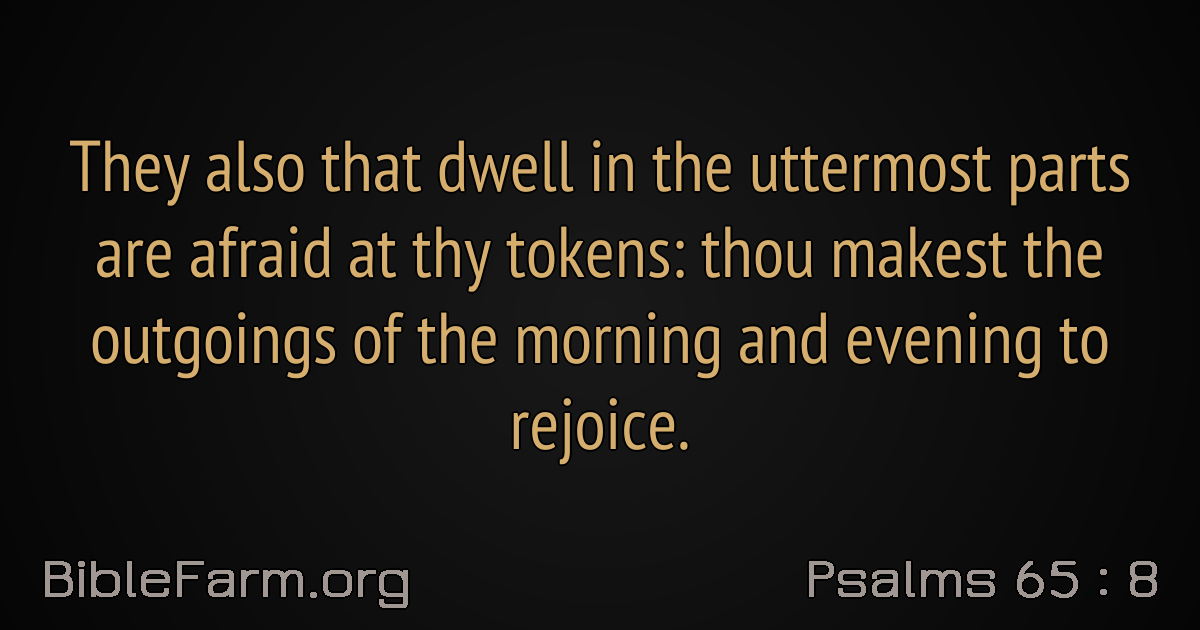 They also that dwell in the uttermost parts
are afraid at thy tokens: thou makest the
outgoings of the morning and evening to
rejoice.
BibleFarm.org
Psalms 65 : 8